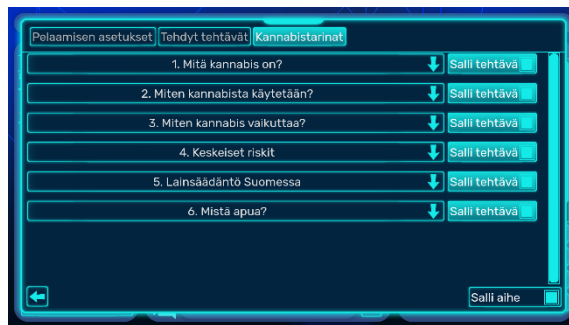 Pelaamisen asetukset Tehdyt tehtävät Kannabistarinat
1. Mitä kannabis on? Salli tehtävä
2. Miten kannabista käytetään? Salli tehtävä
3. Miten kannabis vaikuttaa? Salli tehtävä
4. Keskeiset riskit Salli tehtävä
5. Lainsäädäntö Suomessa Salli tehtävä
6. Mistä apua? Salli tehtävä
Salli aihe